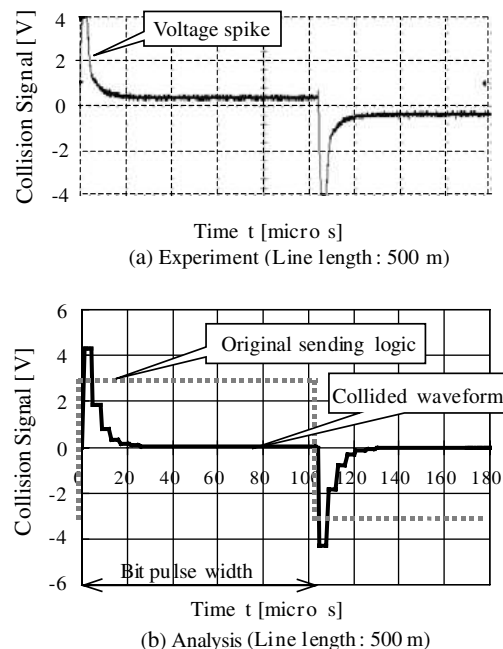 4
Voltage spike
2
0
-2
-4
Collision Signal [V]
Time t [micro s]
(a) Experiment (Line length: 500 m)
6
4
Original sending logic
2
Collided waveform
0
0 20 40 60 80 100 120 140 160 180
-2
-4
Bit pulse width
-6
Collision Signal [V]
Time t [micro s]
(b) Analysis (Line length: 500 m)